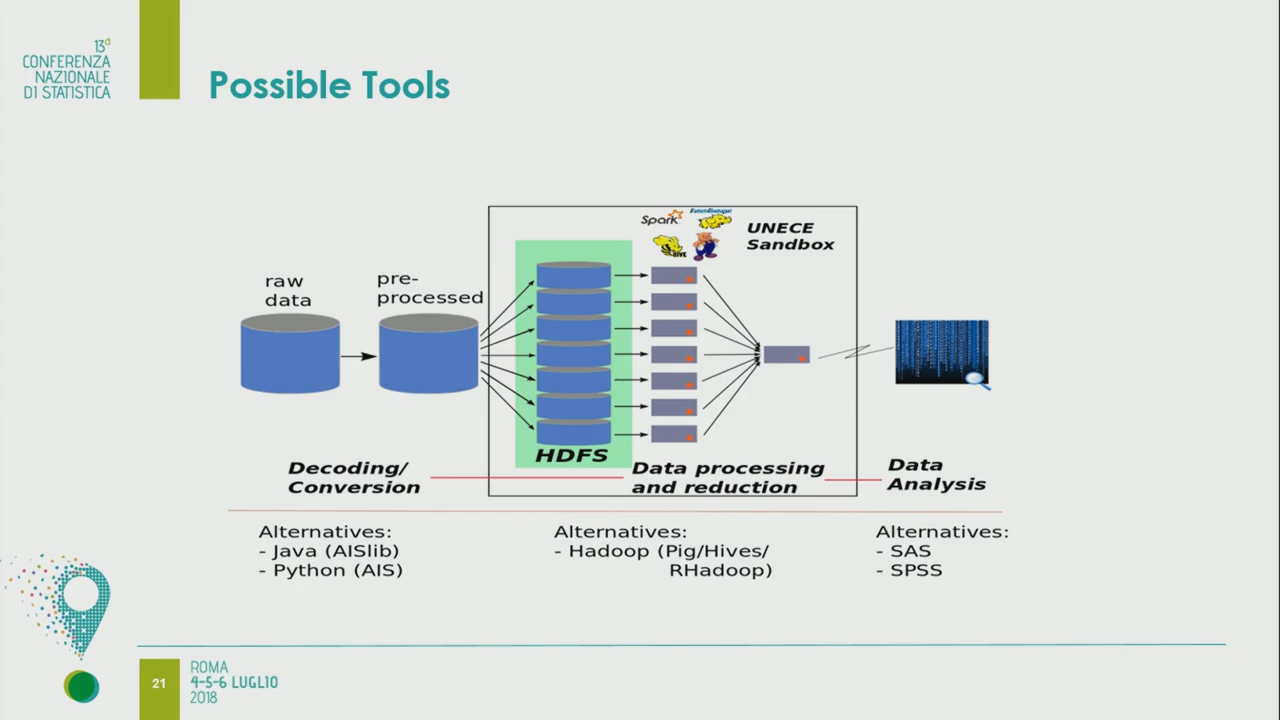 13ª
CONFERENZA
NAZIONALE
DI STATISTICA
Possible Tools
Spark
HIVE
UNECE
Sandbox
raw
data
pre-
processed
HDFS
Decoding/
Conversion
Data processing
and reduction
Data
Analysis
Alternatives:
- Java (AISlib)
- Python (AIS)
Alternatives:
- Hadoop (Pig/Hives/
RHadoop)
Alternatives:
- SAS
- SPSS
21
ROMA
4-5-6 LUGLIO
2018